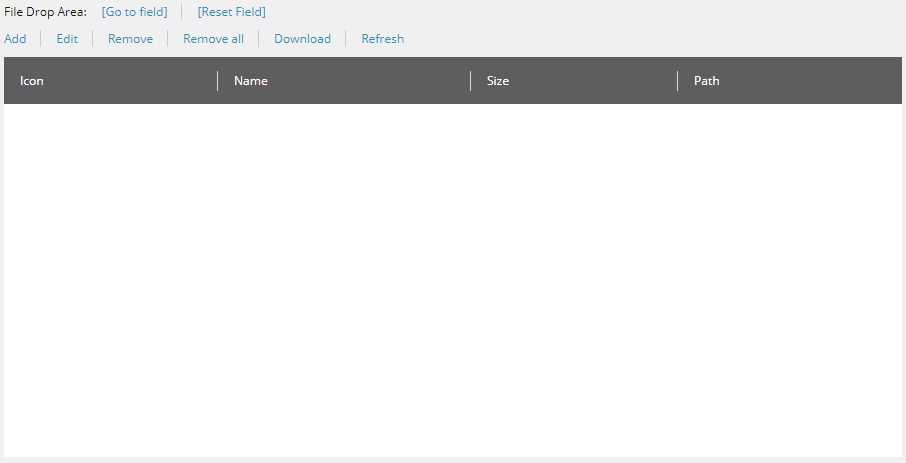 File Drop Area: [Go to field] [Reset Field]
Add Edit Remove Remove all Download Refresh
Icon Name Size Path